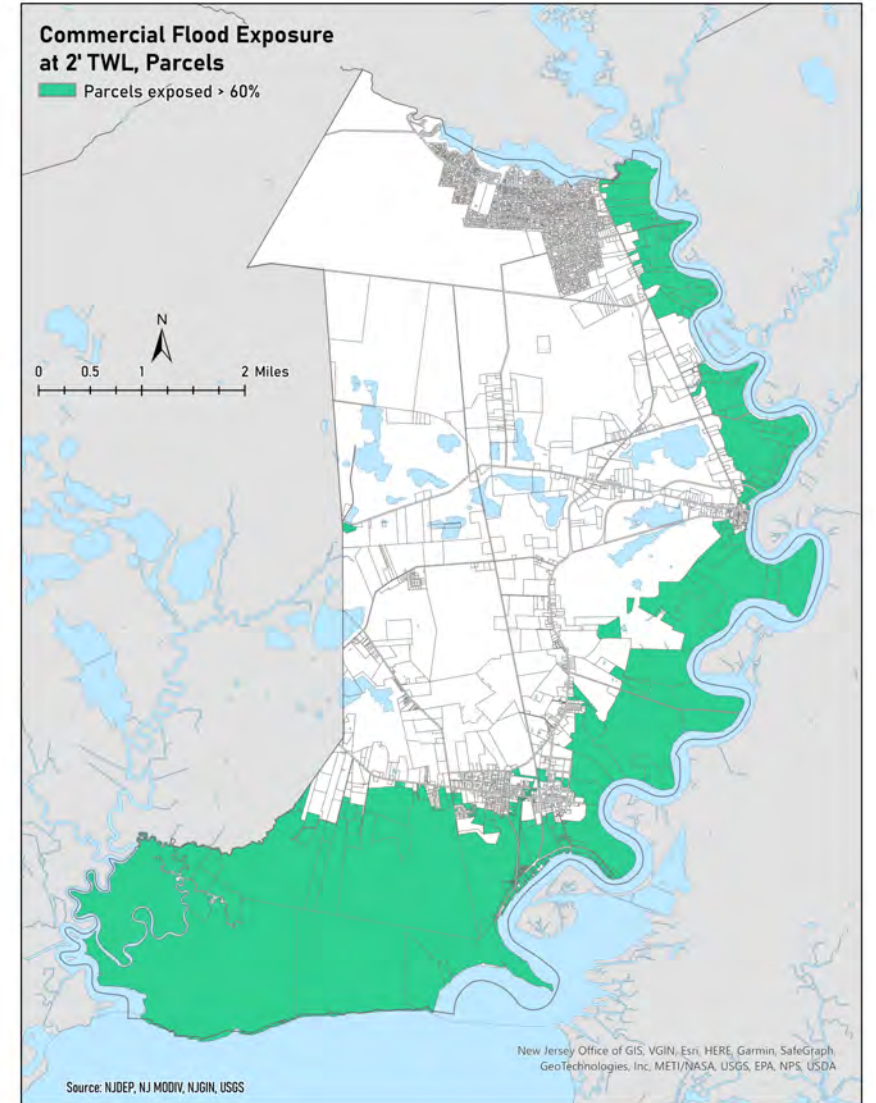 Commercial Flood Exposure
at 2' TWL, Parcels
Parcels exposed > 60%
N
0 0.5 1 2 Miles
New Jersey Office of GIS, VGIN, Esri, HERE, Garmin, SafeGraph,
GeoTechnologies, Inc, METI/NASA, USGS, EPA, NPS, USDA
Source: NJDEP, NJ MODIV, NJGIN, USGS